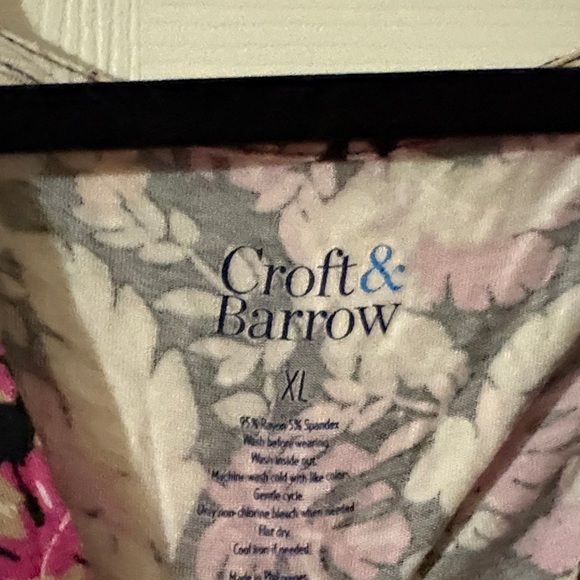 Croft &
Barrow
XL
95% Rayon 5% Spandex
Wash before wearing
Wash inside out
Machine wash cold with like color
Gentle cycle
Only non-chlorine bleach when needed
Flat dry
Cool iron if needed
Made in Philippines